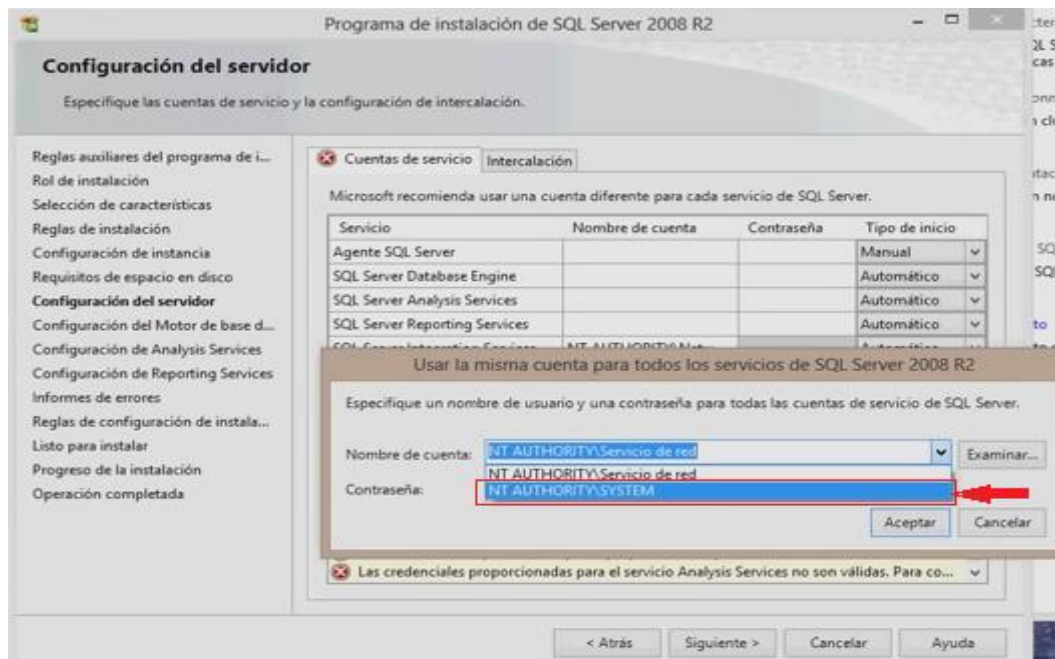 Programa de instalación de SQL Server 2008 R2
Configuración del servidor
Especifique las cuentas de servicio y la configuración de intercalación.
Reglas auxiliares del programa de i...
Rol de instalación
Selección de características
Reglas de instalación
Configuración de instancia
Requisitos de espacio en disco
Configuración del servidor
Configuración del Motor de base d...
Configuración de Analysis Services
Configuración de Reporting Services
Informes de errores
Reglas de configuración de instala...
Listo para instalar
Progreso de la instalación
Operación completada
Cuentas de servicio Intercalación
Microsoft recomienda usar una cuenta diferente para cada servicio de SQL Server.
Servicio Nombre de cuenta Contraseña Tipo de inicio
Agente SQL Server Manual
SQL Server Database Engine Automático
SQL Server Analysis Services Automático
SQL Server Reporting Services Automático
SQL Server Integration Services NT AUTHORITY\Net... Automático
Usar la misma cuenta para todos los servicios de SQL Server 2008 R2
Especifique un nombre de usuario y una contraseña para todas las cuentas de servicio de SQL Server.
Nombre de cuenta: NT AUTHORITY\Servicio de red Examinar...
NT AUTHORITY\Servicio de red
Contraseña: NT AUTHORITY\SYSTEM
Aceptar Cancelar
Las credenciales proporcionadas para el servicio Analysis Services no son válidas. Para co...
< Atrás Siguiente > Cancelar Ayuda